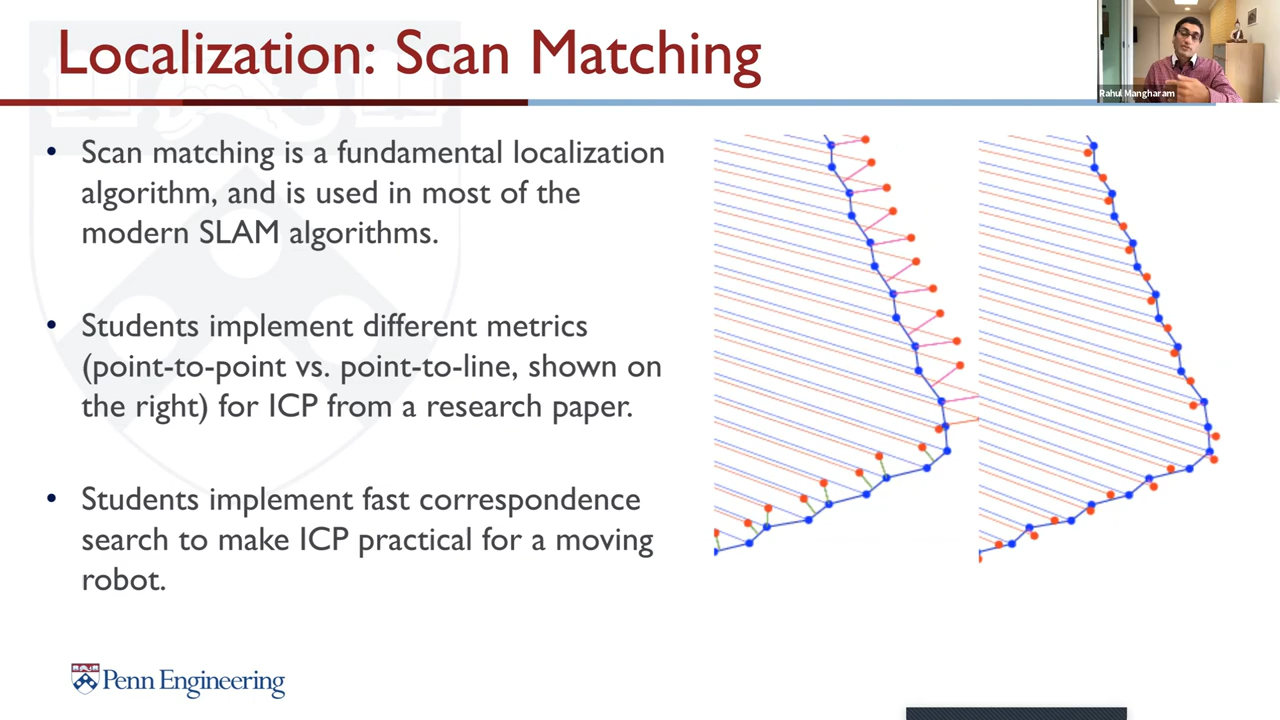 Localization: Scan Matching
Rahul Mangharam
• Scan matching is a fundamental localization
algorithm, and is used in most of the
modern SLAM algorithms.
• Students implement different metrics
(point-to-point vs. point-to-line, shown on
the right) for ICP from a research paper.
• Students implement fast correspondence
search to make ICP practical for a moving
robot.
Penn Engineering